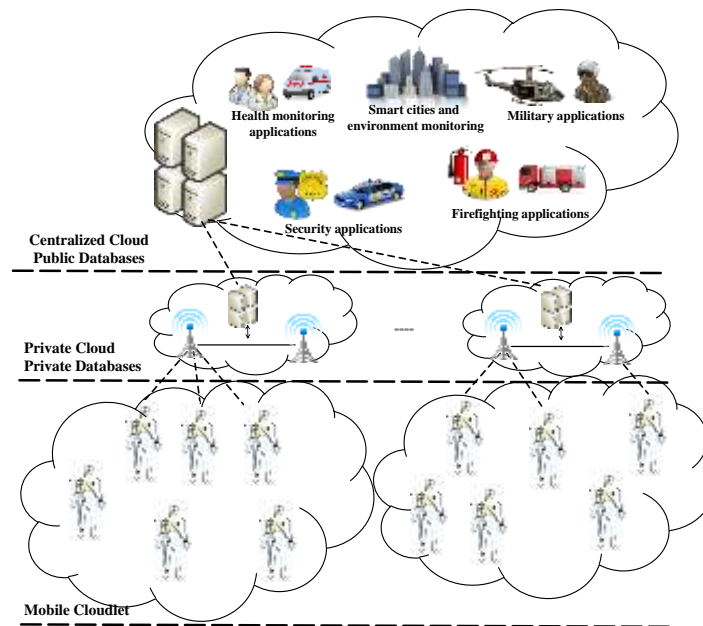 Health monitoring
applications
Smart cities and
environment monitoring
Military applications
Security applications
Firefighting applications
Centralized Cloud
Public Databases
----
Private Cloud
Private Databases
Mobile Cloudlet